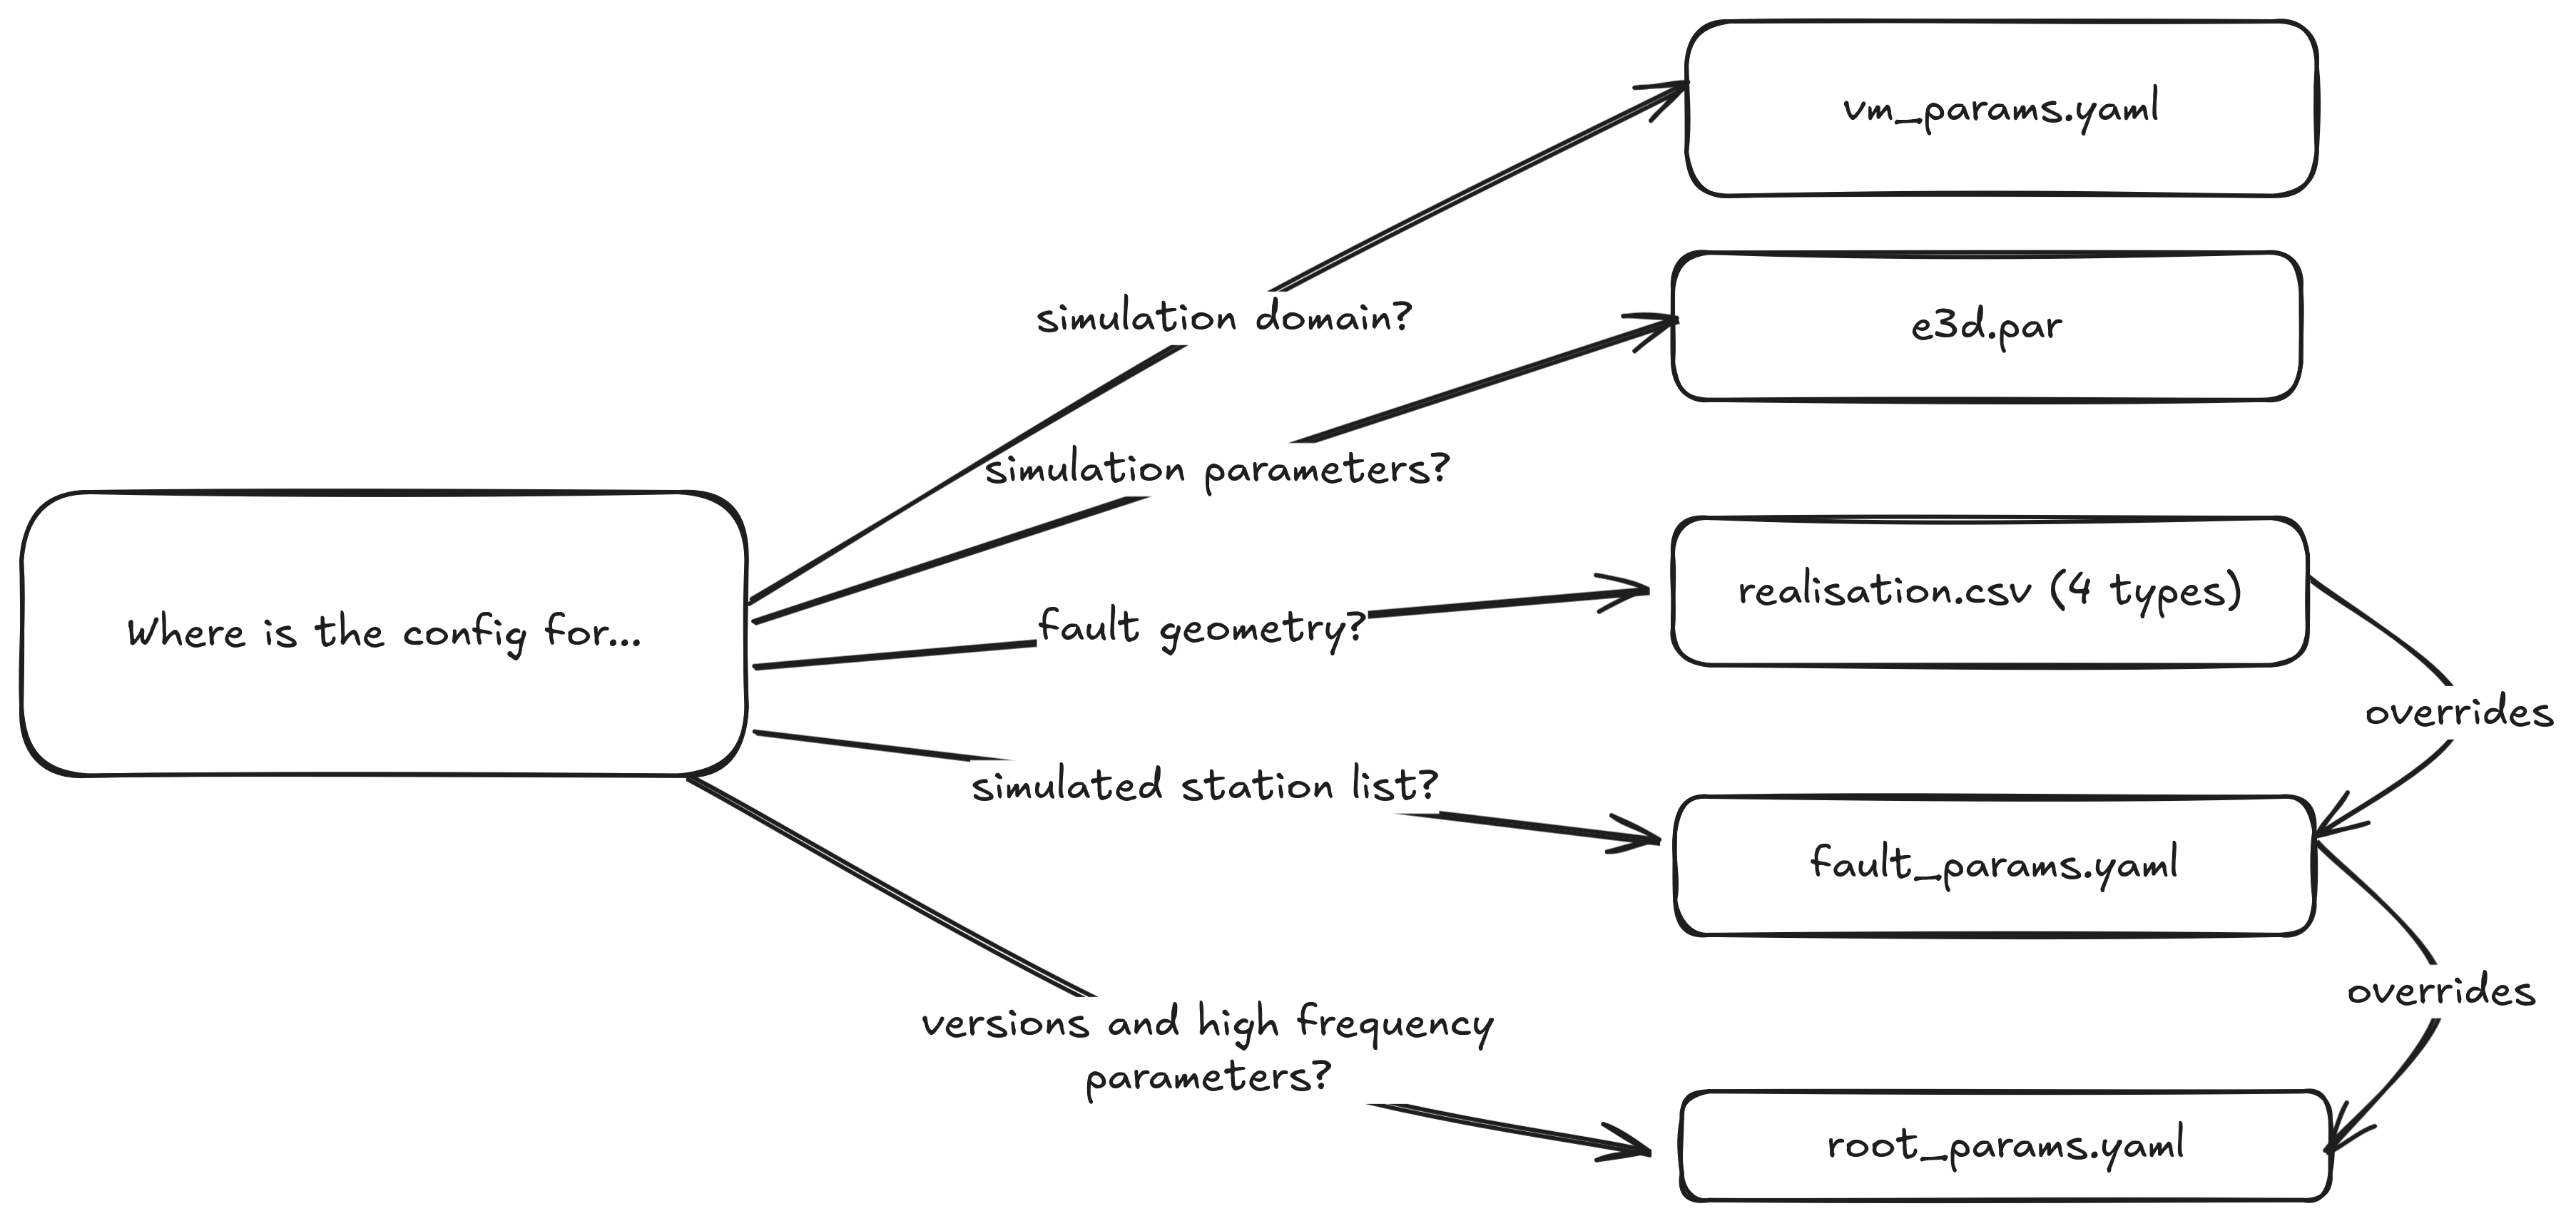 vm_params.yaml
simulation domain?
e3d.par
simulation parameters?
realisation.csv (4 types)
Where is the config for...
fault geometry?
overrides
simulated station list?
fault_params.yaml
overrides
versions and high frequency
parameters?
root_params.yaml